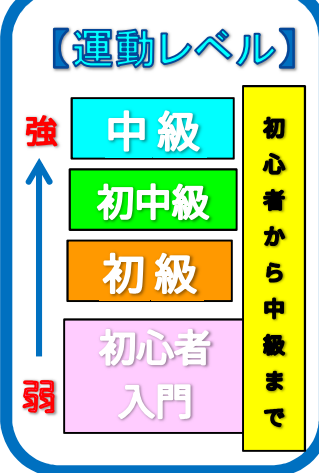 【運動レベル】
強
中級
初中級
初級
初心者
入門
弱
初心者から中級まで